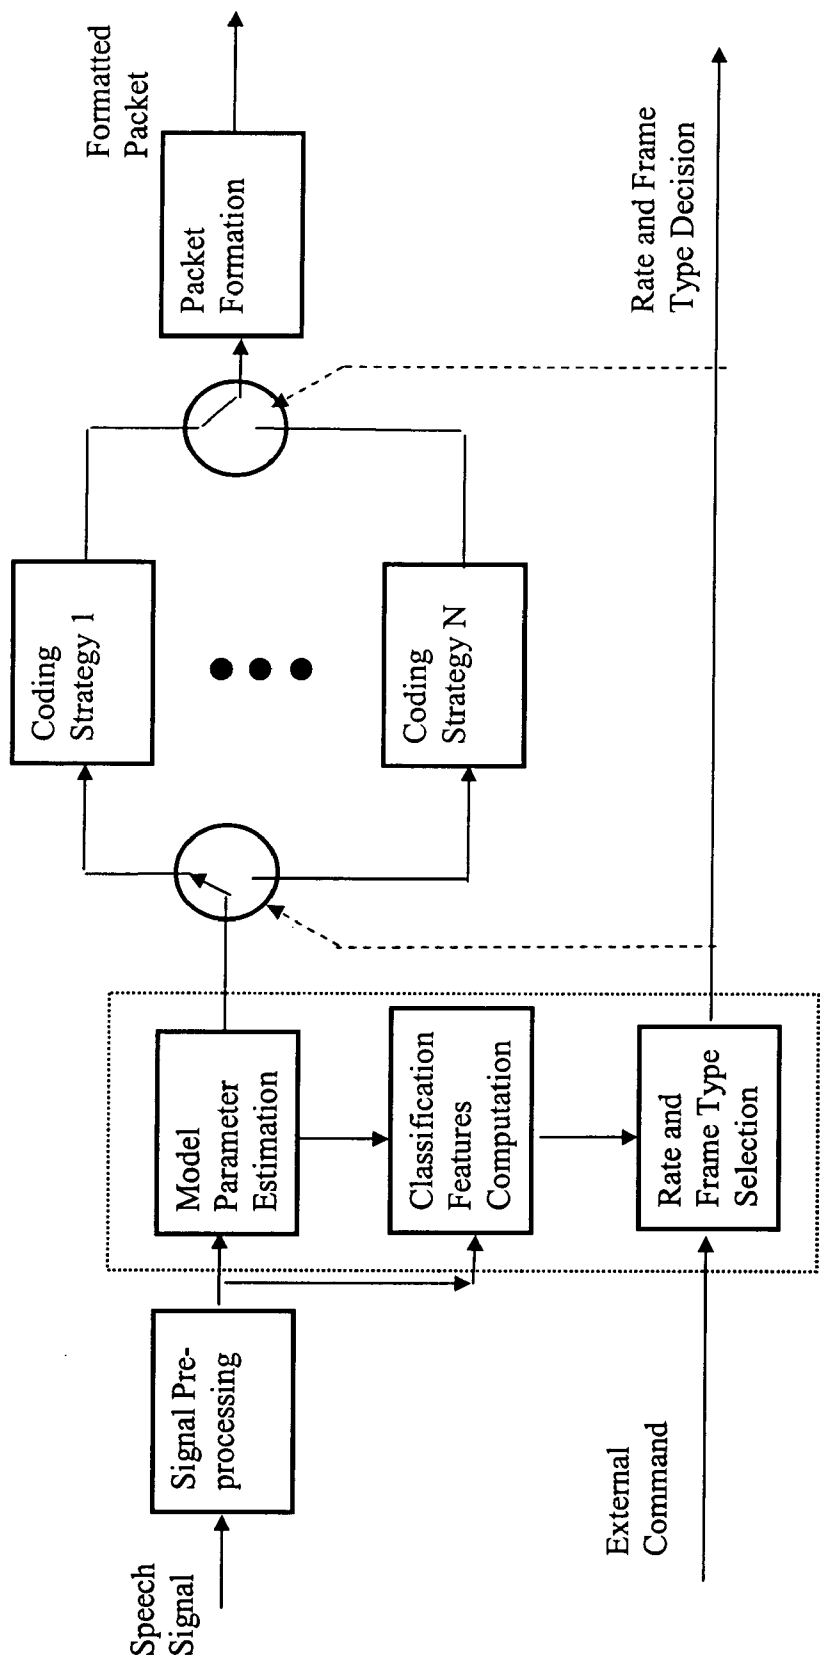 Speech
Signal
Signal Pre-
processing
Model
Parameter
Estimation
Classification
Features
Computation
Rate and
Frame Type
Selection
External
Command
Coding
Strategy 1
Coding
Strategy N
Packet
Formation
Formatted
Packet
Rate and Frame
Type Decision